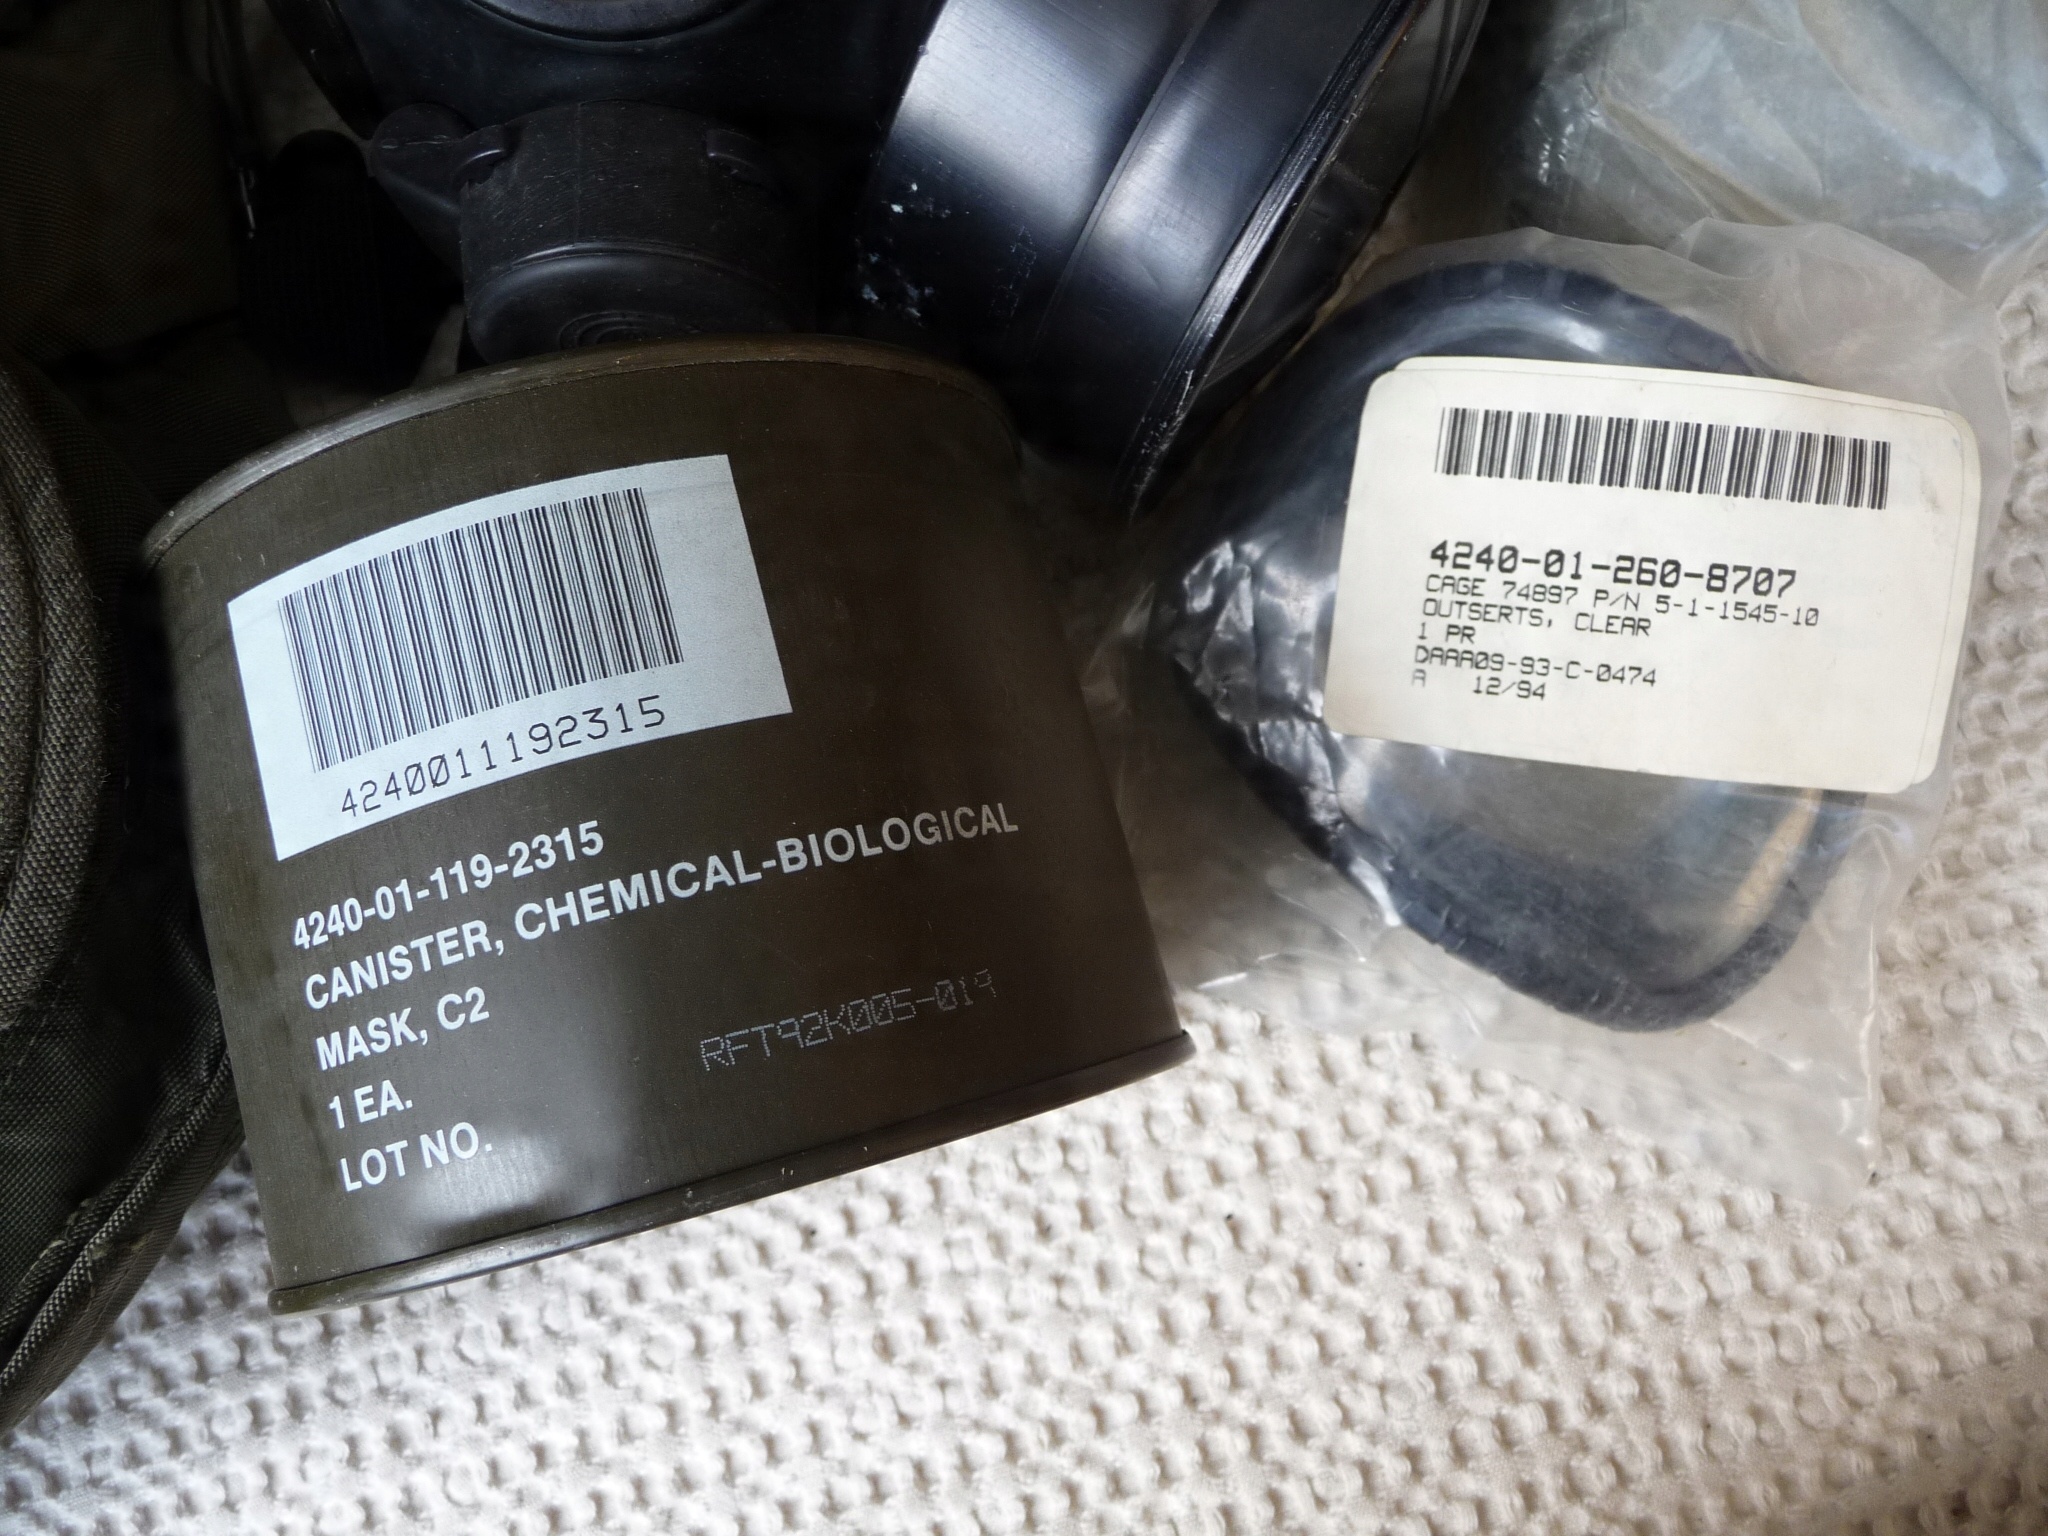 4240011192315
4240-01-119-2315
CANISTER, CHEMICAL-BIOLOGICAL
MASK, C2
1 EA.
LOT NO.
RFT92K005-019
4240-01-260-8707
CAGE 74897 P/N 5-1-1545-10
OUTSERTS, CLEAR
1 PR
DAAA09-93-C-0474
A 12/94